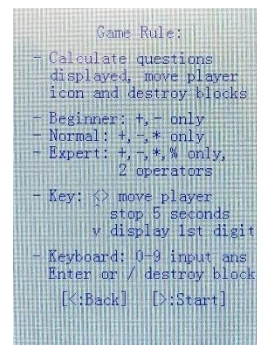 Game Rule:
- Calculate questions
displayed, move player
icon and destroy blocks
- Beginner: +,- only
- Normal: +,-,* only
- Expert: +,-,*,% only,
2 operators
- Key: <> move player
^ stop 5 seconds
v display 1st digit
- Keyboard: 0-9 input ans
Enter or / destroy block
[<:Back] [>:Start]